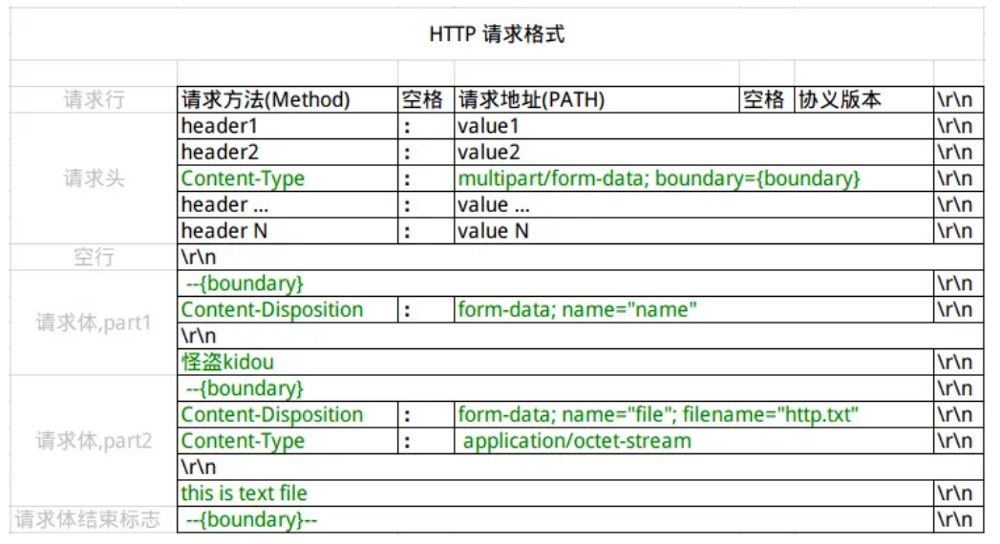 HTTP 请求格式
请求行 请求方法(Method) 空格 请求地址(PATH) 空格 协议版本 \r\n
header1 : value1 \r\n
header2 : value2 \r\n
请求头 Content-Type : multipart/form-data; boundary={boundary} \r\n
header ... : value ... \r\n
header N : value N \r\n
空行 \r\n
--{boundary} \r\n
请求体,part1 Content-Disposition : form-data; name="name" \r\n
\r\n
怪盗kidou \r\n
--{boundary} \r\n
Content-Disposition : form-data; name="file"; filename="http.txt" \r\n
请求体,part2 Content-Type : application/octet-stream \r\n
\r\n
this is text file \r\n
请求体结束标志 --{boundary}-- \r\n